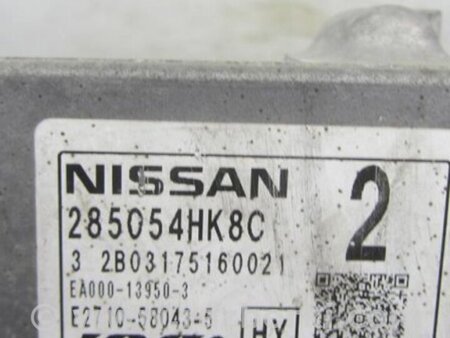 NISSAN
2
285054HK8C
3 2B03175160021
EA000-13950-3
E2710-58043-5
HY